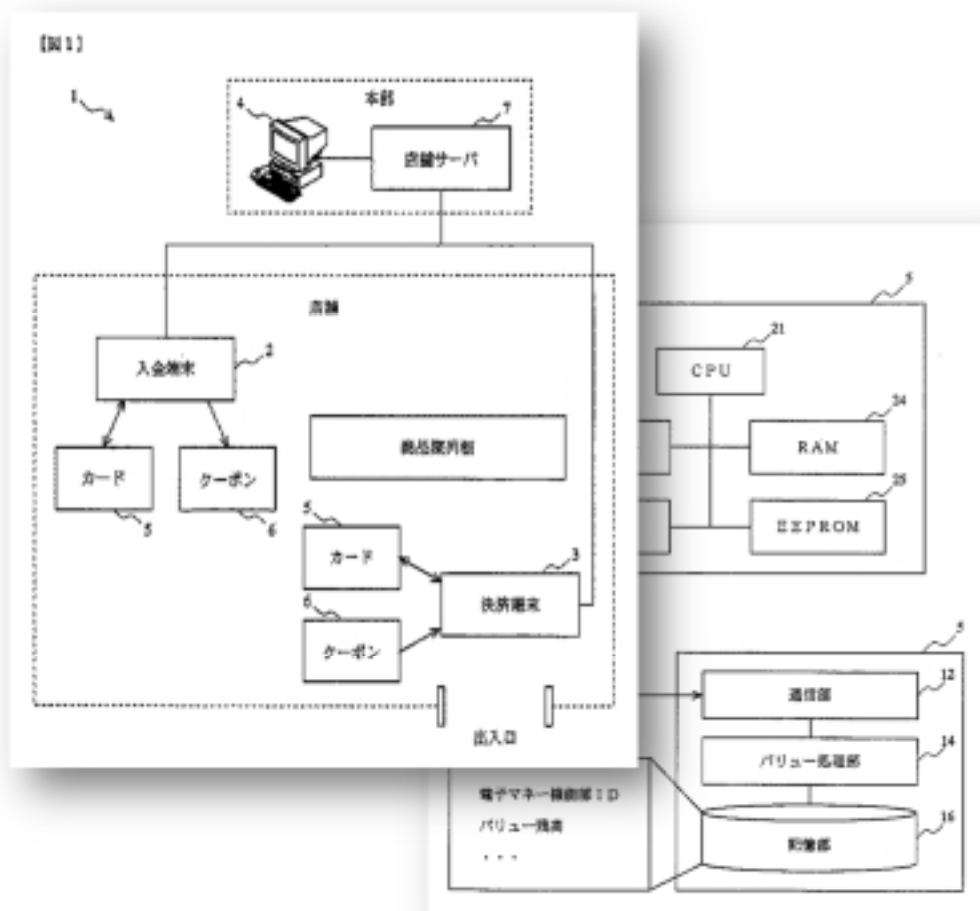 【図1】
1
本部
4
7
店舗サーバ
店舗
入会端末
2
カード
5
クーポン
6
商品陳列棚
カード
5
クーポン
6
決済端末
3
出入口
5
CPU
21
RAM
24
EEPROM
25
5
通信部
12
バリュー処理部
14
記憶部
16
電子マネー機能部ID
バリュー残高
・・・